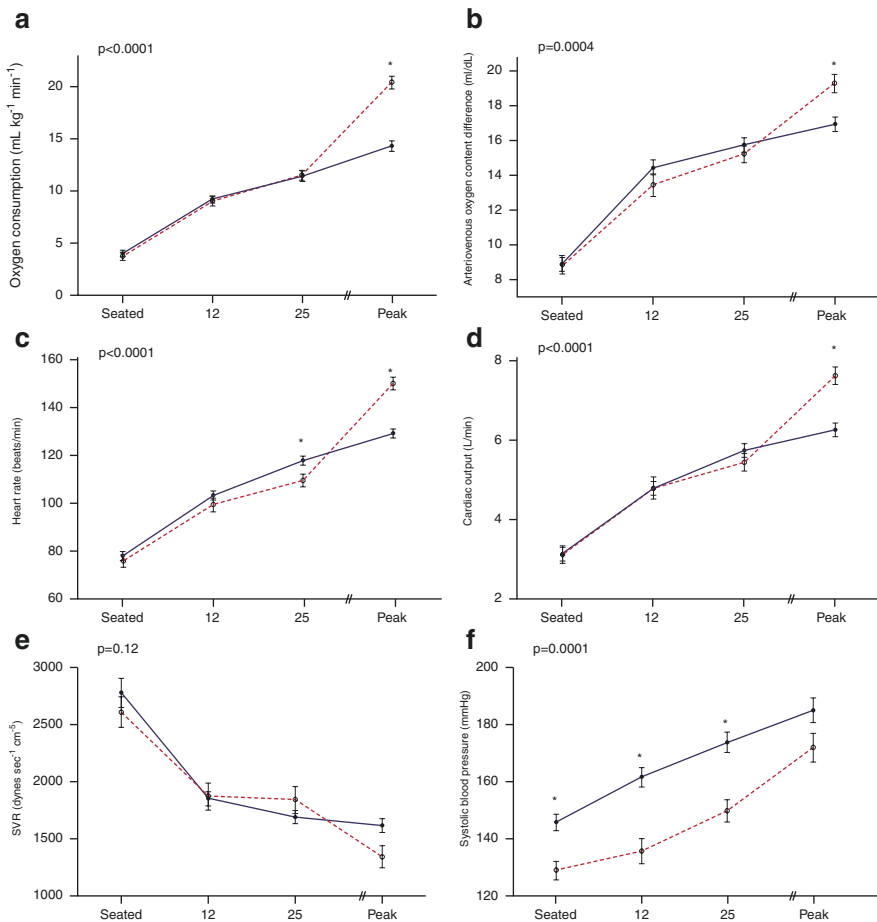 a
p<0.0001
Oxygen consumption (mL kg⁻¹ min⁻¹)
20
15
10
5
0
*
Seated 12 25 // Peak
b
p=0.0004
Arteriovenous oxygen content difference (ml/dL)
20
18
16
14
12
10
8
*
Seated 12 25 // Peak
c
p<0.0001
Heart rate (beats/min)
160
140
120
100
80
60
* *
Seated 12 25 // Peak
d
p<0.0001
Cardiac output (L/min)
8
6
4
2
*
Seated 12 25 // Peak
e
p=0.12
SVR (dynes sec⁻¹ cm⁻⁵)
3000
2500
2000
1500
1000
Seated 12 25 // Peak
f
p=0.0001
Systolic blood pressure (mmHg)
200
180
160
140
120
* * *
Seated 12 25 // Peak